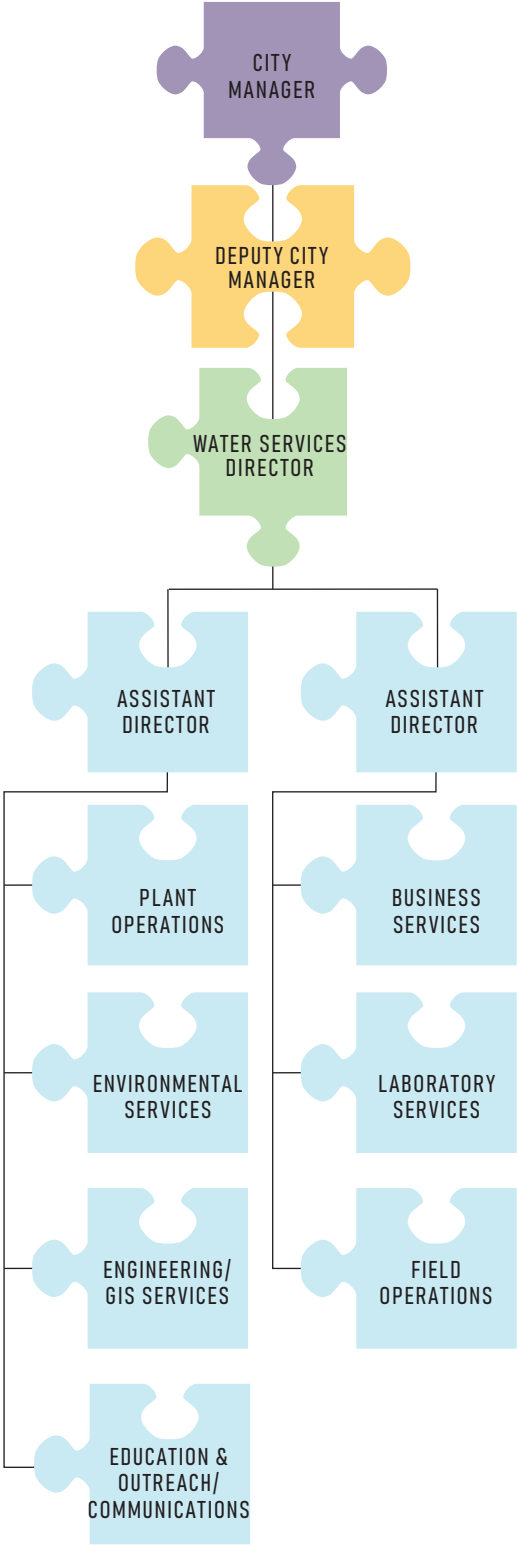 CITY
MANAGER
DEPUTY CITY
MANAGER
WATER SERVICES
DIRECTOR
ASSISTANT
DIRECTOR
ASSISTANT
DIRECTOR
PLANT
OPERATIONS
BUSINESS
SERVICES
ENVIRONMENTAL
SERVICES
LABORATORY
SERVICES
ENGINEERING/
GIS SERVICES
FIELD
OPERATIONS
EDUCATION &
OUTREACH/
COMMUNICATIONS